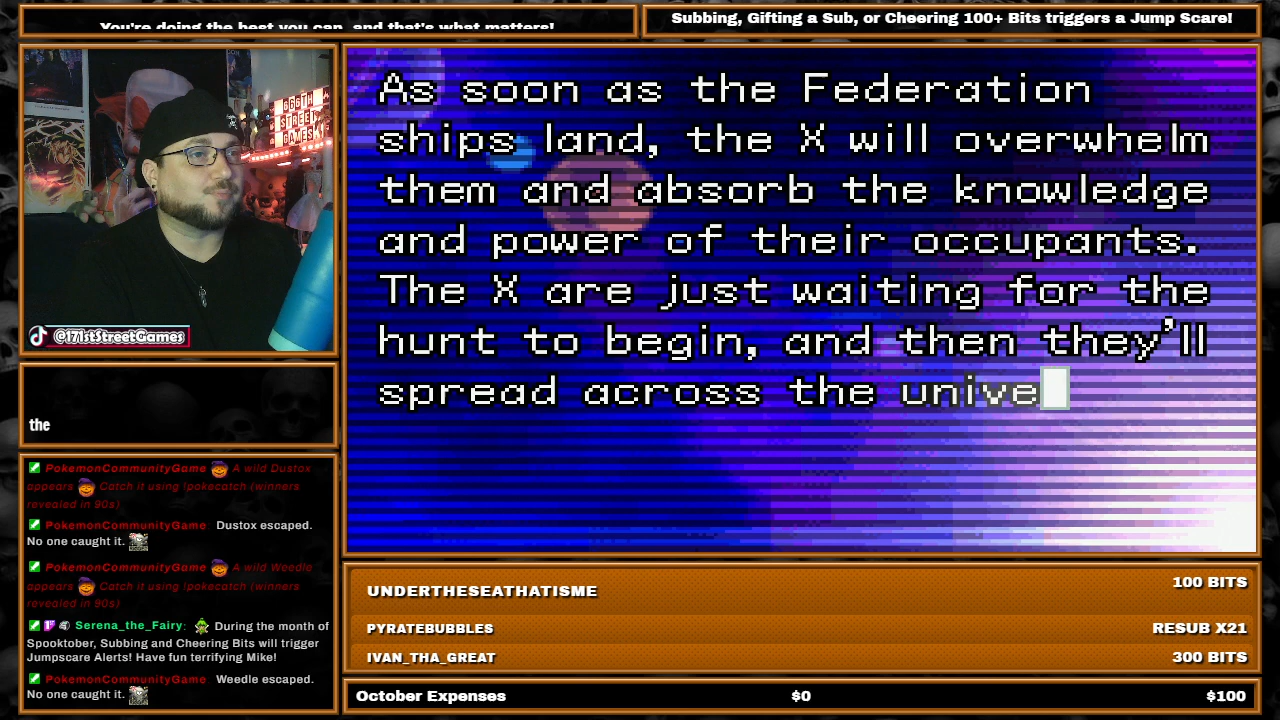 You're doing the best you can, and that's what matters!
Subbing, Gifting a Sub, or Cheering 100+ Bits triggers a Jump Scare!
666TH
STREET
GAMES
@171stStreetGames
As soon as the Federation
ships land, the X will overwhelm
them and absorb the knowledge
and power of their occupants.
The X are just waiting for the
hunt to begin, and then they'll
spread across the unive
the
PokemonCommunityGame A wild Dustox
appears Catch it using !pokecatch (winners
revealed in 90s)
PokemonCommunityGame Dustox escaped.
No one caught it.
PokemonCommunityGame A wild Weedle
appears Catch it using !pokecatch (winners
revealed in 90s)
Serena_the_Fairy: During the month of
Spooktober, Subbing and Cheering Bits will trigger
Jumpscare Alerts! Have fun terrifying Mike!
PokemonCommunityGame Weedle escaped.
No one caught it.
UNDERTHESEATHATISME 100 BITS
PYRATEBUBBLES RESUB X21
IVAN_THA_GREAT 300 BITS
October Expenses $0 $100